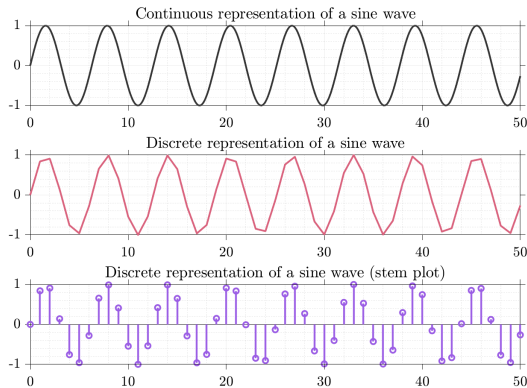 Continuous representation of a sine wave
1
0
-1
0 10 20 30 40 50
Discrete representation of a sine wave
1
0
-1
0 10 20 30 40 50
Discrete representation of a sine wave (stem plot)
1
0
-1
0 10 20 30 40 50